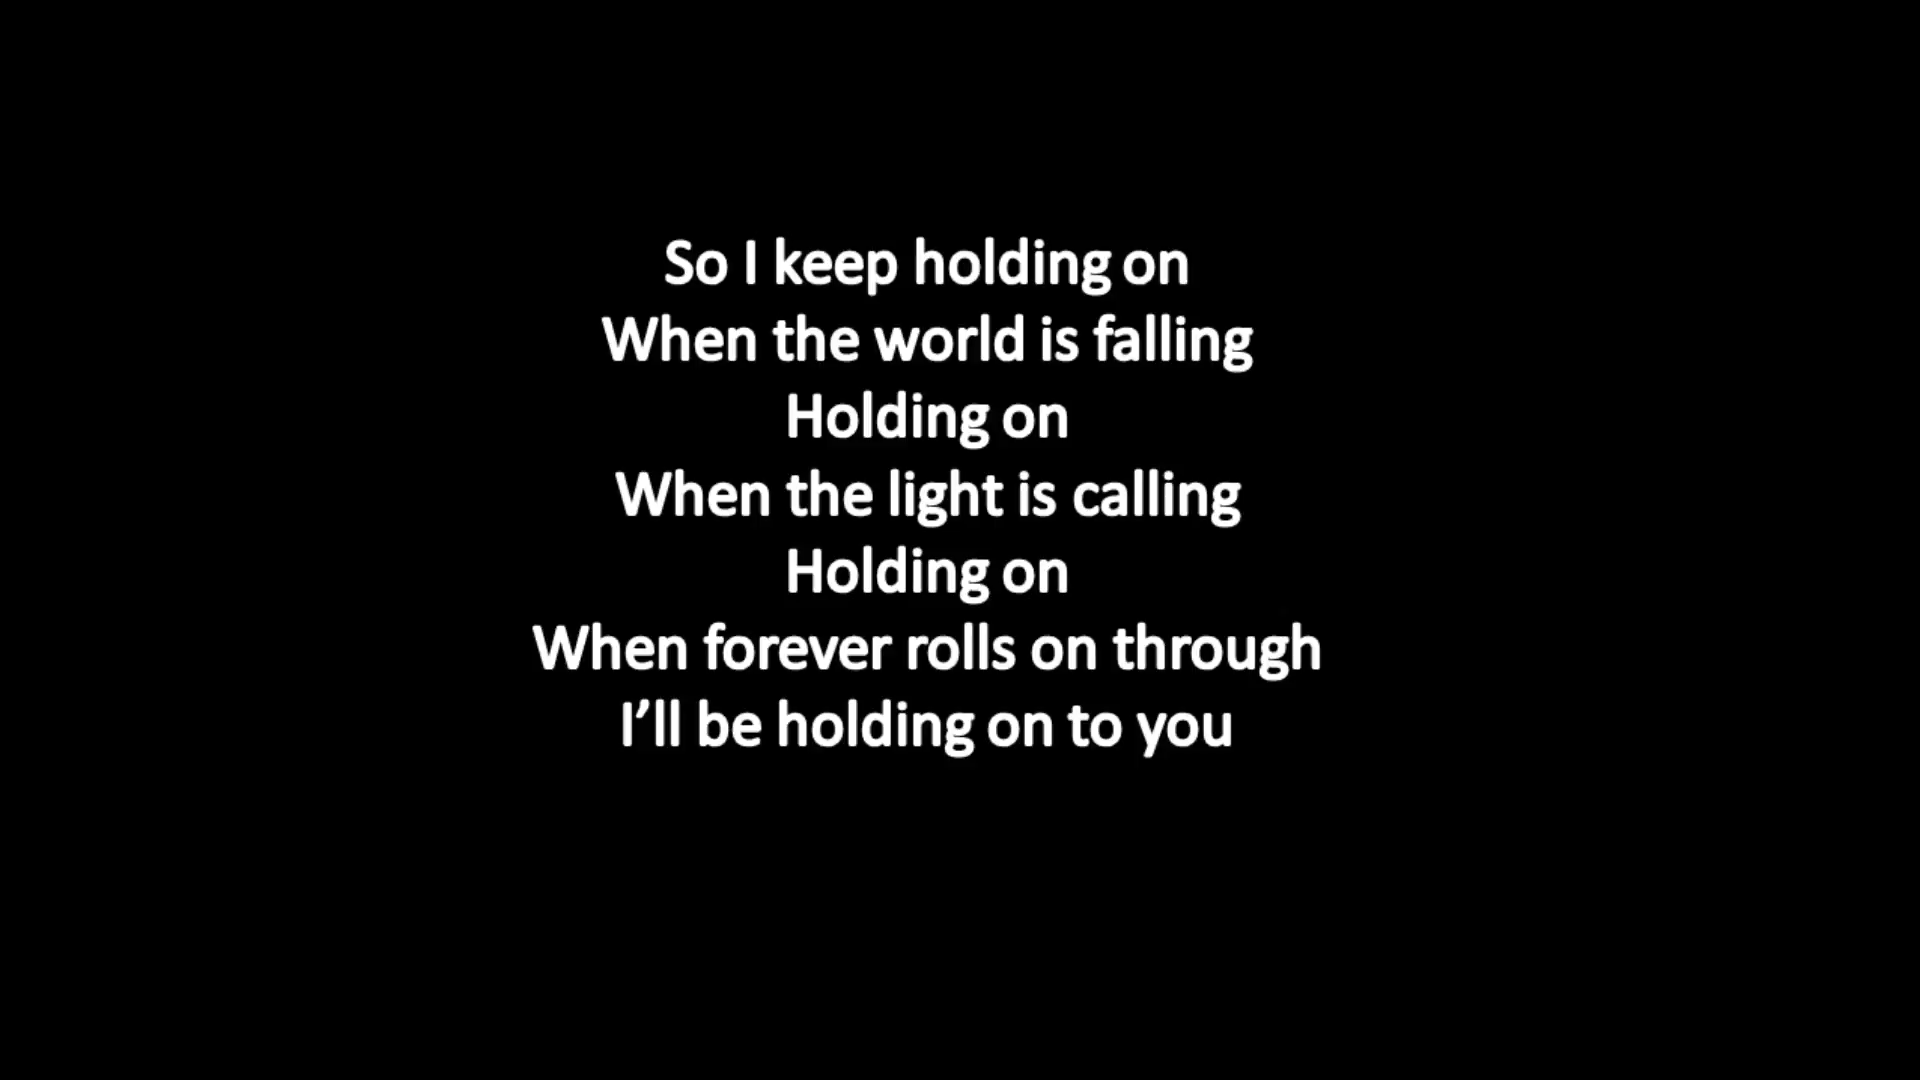 So I keep holding on
When the world is falling
Holding on
When the light is calling
Holding on
When forever rolls on through
I’ll be holding on to you